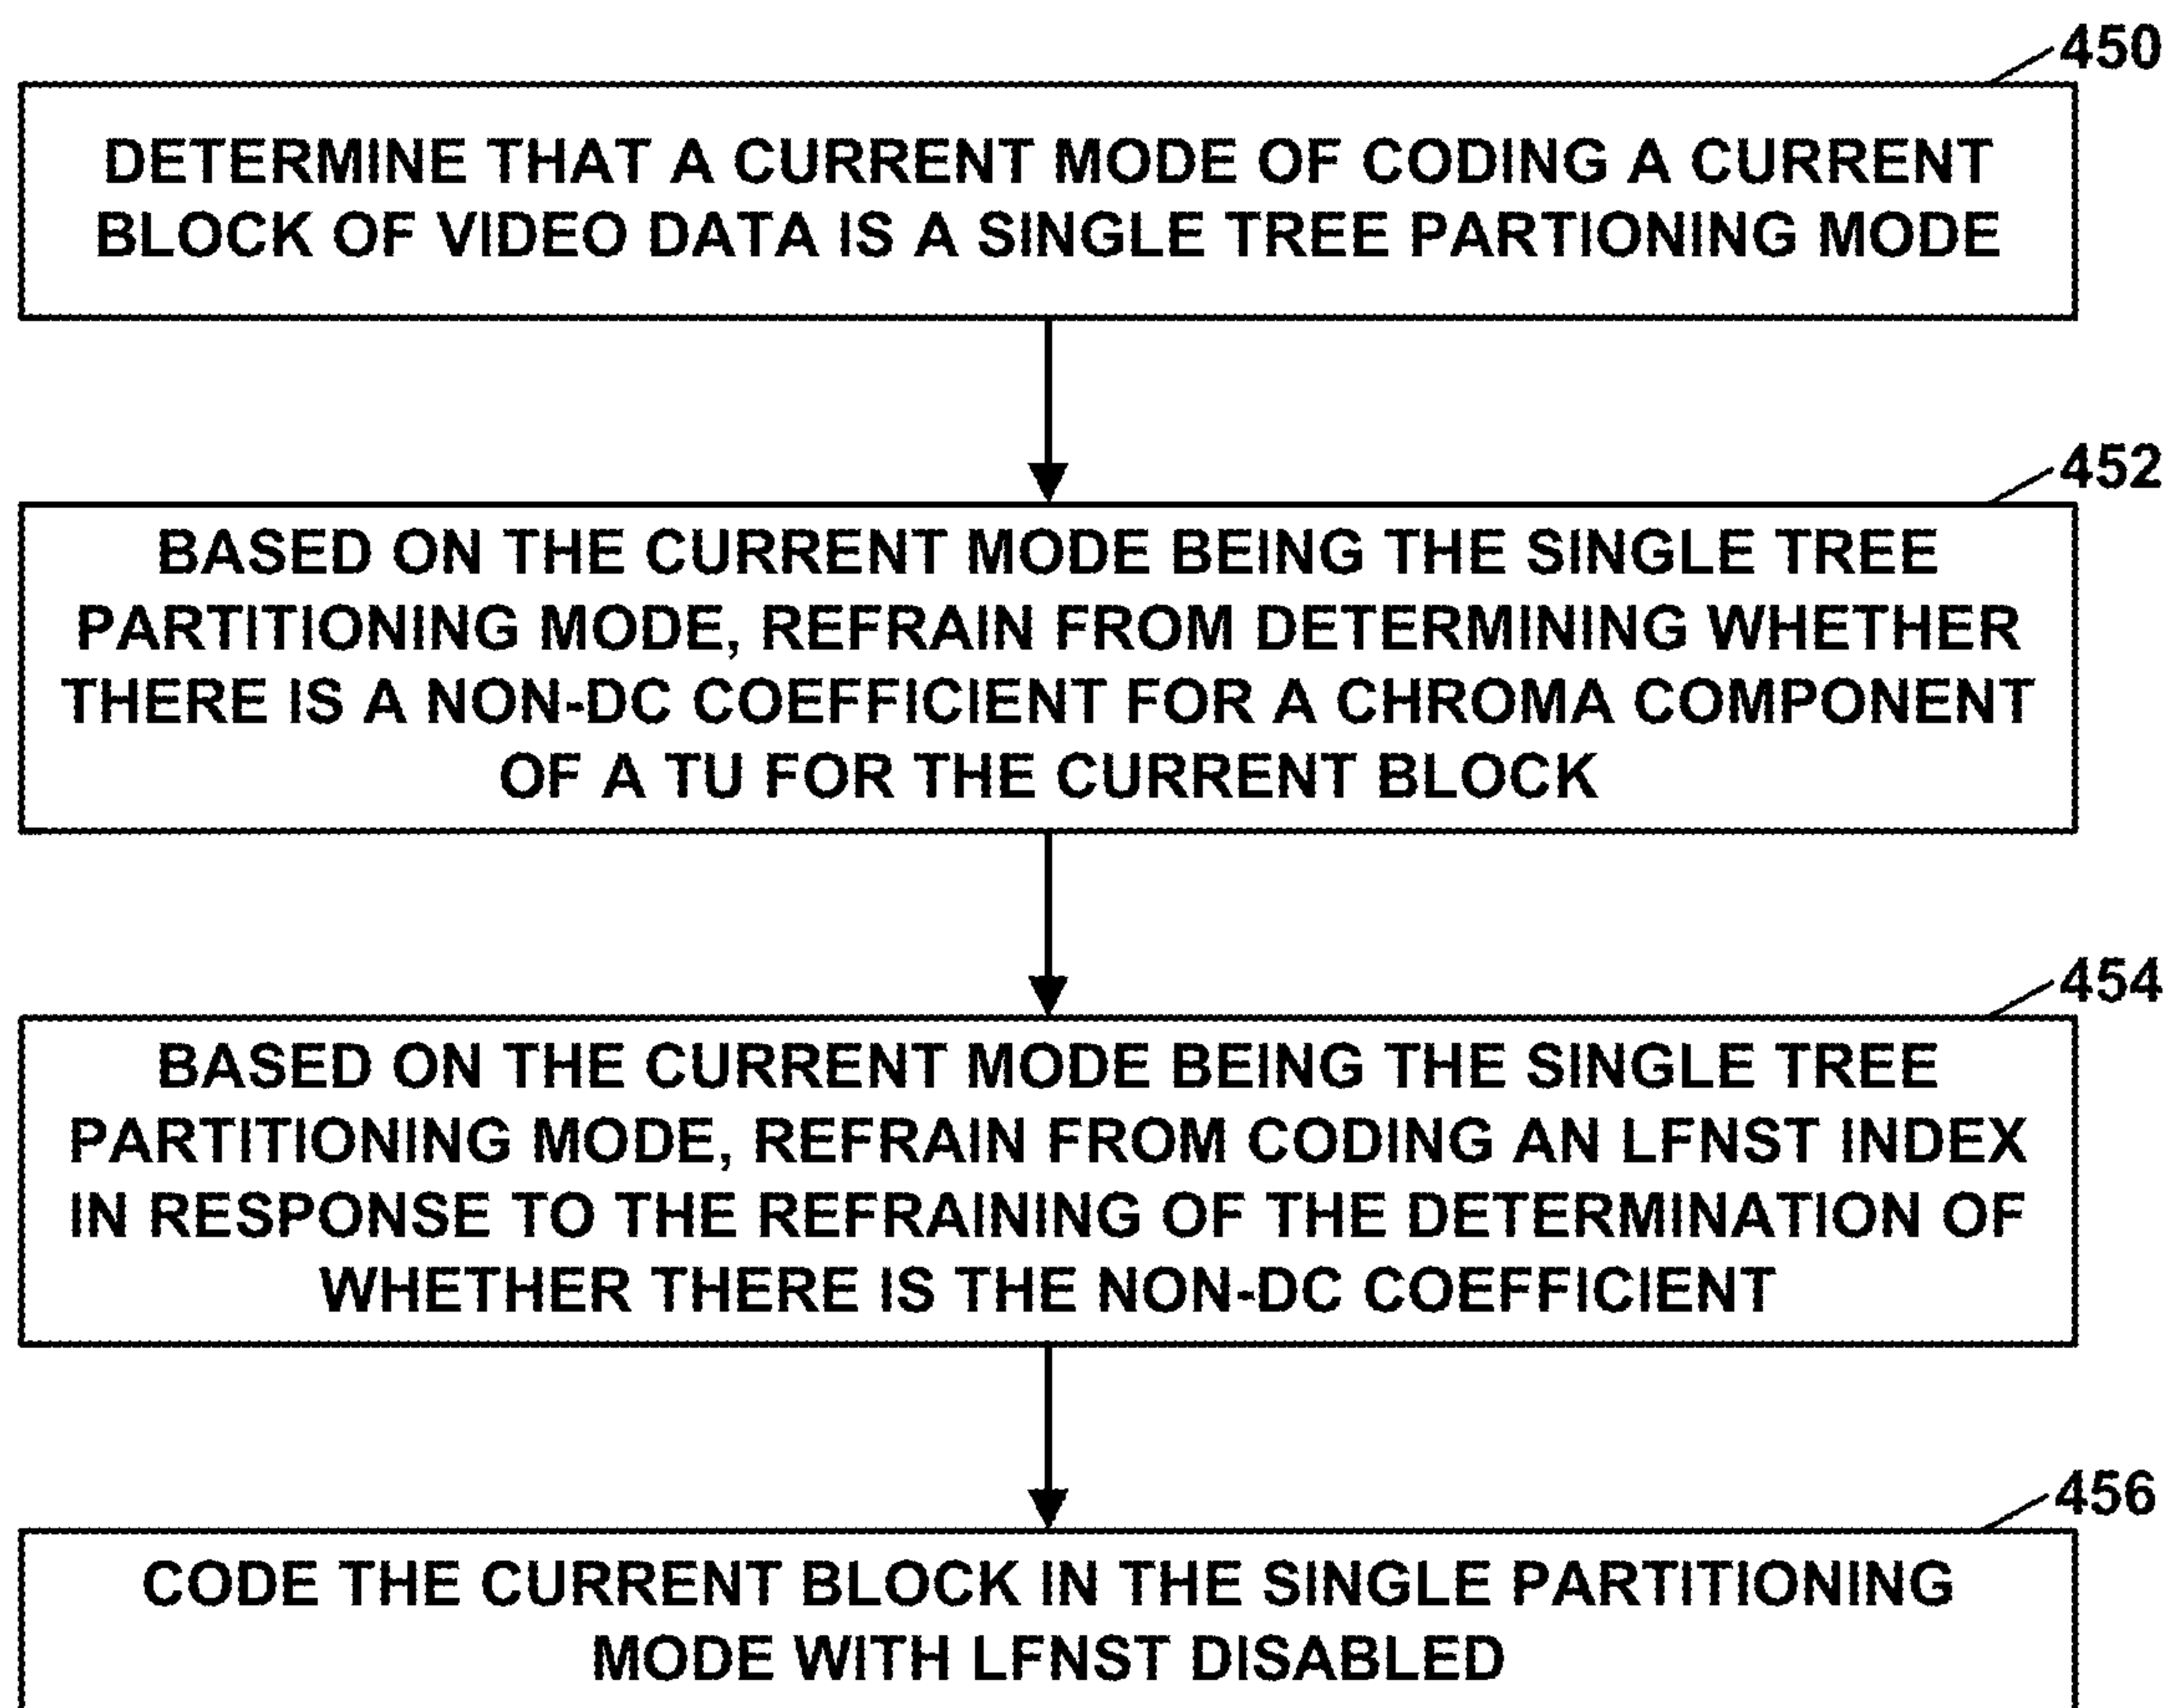 450
DETERMINE THAT A CURRENT MODE OF CODING A CURRENT
BLOCK OF VIDEO DATA IS A SINGLE TREE PARTIONING MODE
452
BASED ON THE CURRENT MODE BEING THE SINGLE TREE
PARTITIONING MODE, REFRAIN FROM DETERMINING WHETHER
THERE IS A NON-DC COEFFICIENT FOR A CHROMA COMPONENT
OF A TU FOR THE CURRENT BLOCK
454
BASED ON THE CURRENT MODE BEING THE SINGLE TREE
PARTITIONING MODE, REFRAIN FROM CODING AN LFNST INDEX
IN RESPONSE TO THE REFRAINING OF THE DETERMINATION OF
WHETHER THERE IS THE NON-DC COEFFICIENT
456
CODE THE CURRENT BLOCK IN THE SINGLE PARTITIONING
MODE WITH LFNST DISABLED